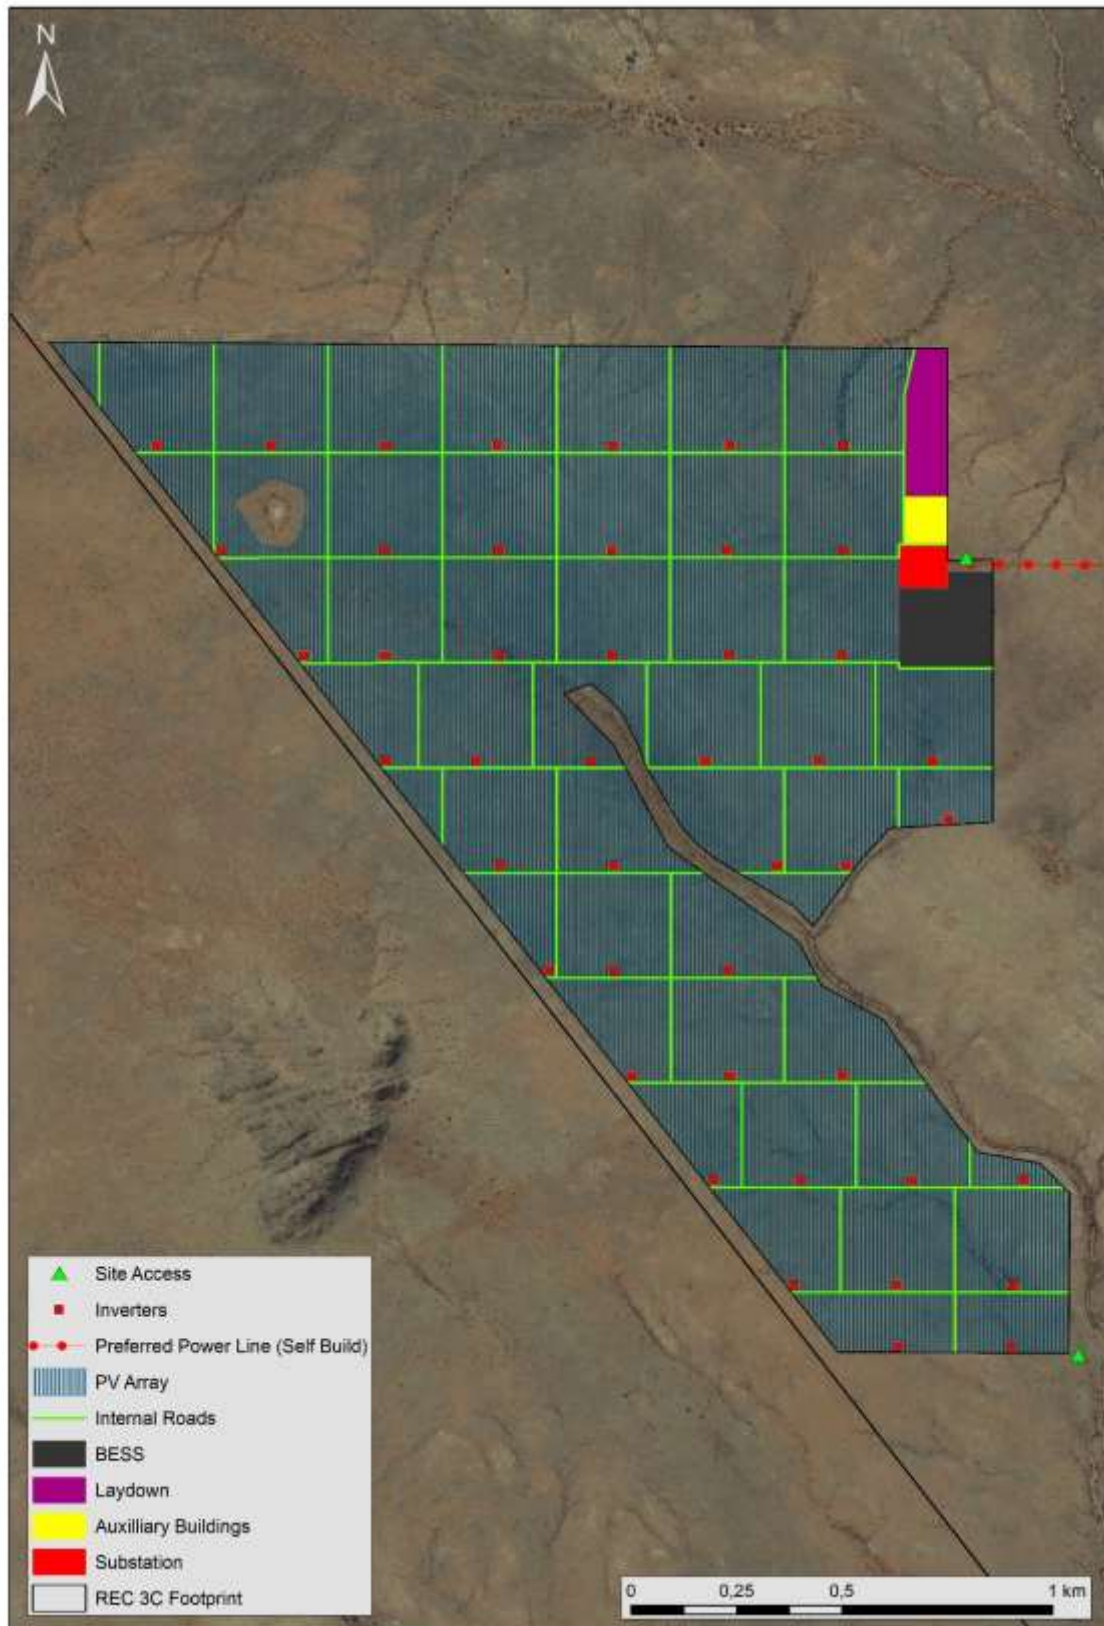 N
Site Access
Inverters
Preferred Power Line (Self Build)
PV Array
Internal Roads
BESS
Laydown
Auxilliary Buildings
Substation
REC 3C Footprint
0 0,25 0,5 1 km